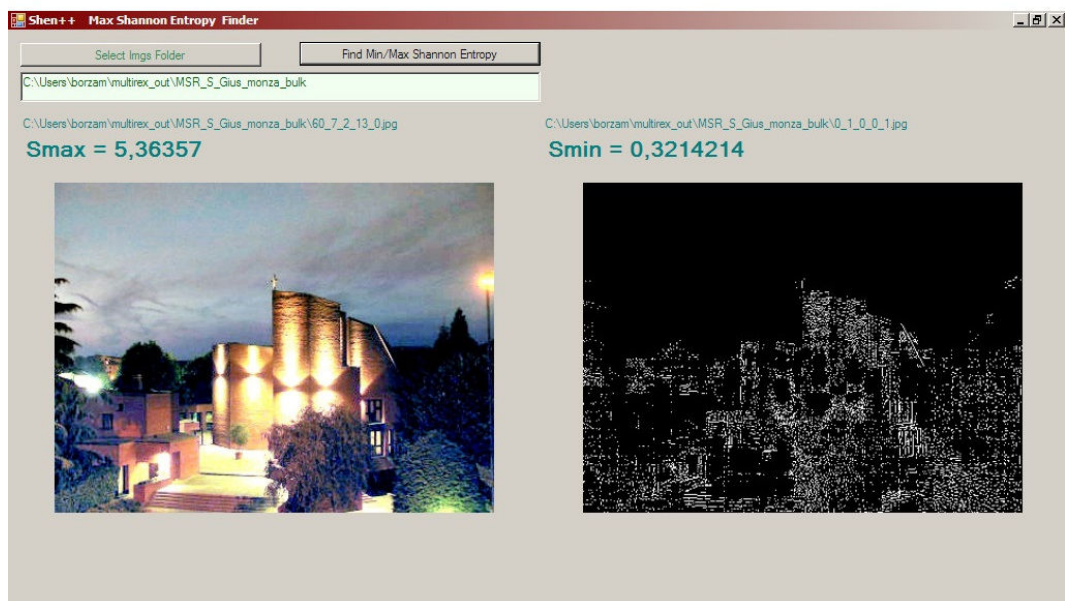 Shen++ Max Shannon Entropy Finder
Select Imgs Folder
Find Min/Max Shannon Entropy
C:\Users\borzam\multirex_out\MSR_S_Gius_monza_bulk
C:\Users\borzam\multirex_out\MSR_S_Gius_monza_bulk\60_7_2_13_0.jpg
Smax = 5,36357
C:\Users\borzam\multirex_out\MSR_S_Gius_monza_bulk\0_1_0_0_1.jpg
Smin = 0,3214214